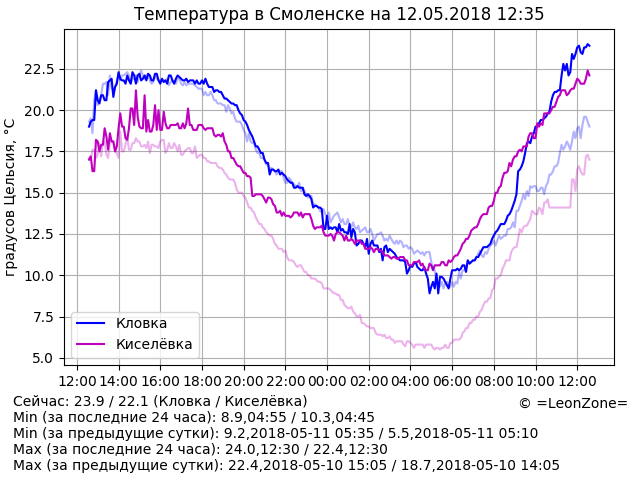 Температура в Смоленске на 12.05.2018 12:35
градусов Цельсия, °C
22.5
20.0
17.5
15.0
12.5
10.0
7.5
5.0
Кловка
Киселёвка
12:00 14:00 16:00 18:00 20:00 22:00 00:00 02:00 04:00 06:00 08:00 10:00 12:00
Сейчас: 23.9 / 22.1 (Кловка / Киселёвка)
© =LeonZone=
Min (за последние 24 часа): 8.9,04:55 / 10.3,04:45
Min (за предыдущие сутки): 9.2,2018-05-11 05:35 / 5.5,2018-05-11 05:10
Max (за последние 24 часа): 24.0,12:30 / 22.4,12:30
Max (за предыдущие сутки): 22.4,2018-05-10 15:05 / 18.7,2018-05-10 14:05